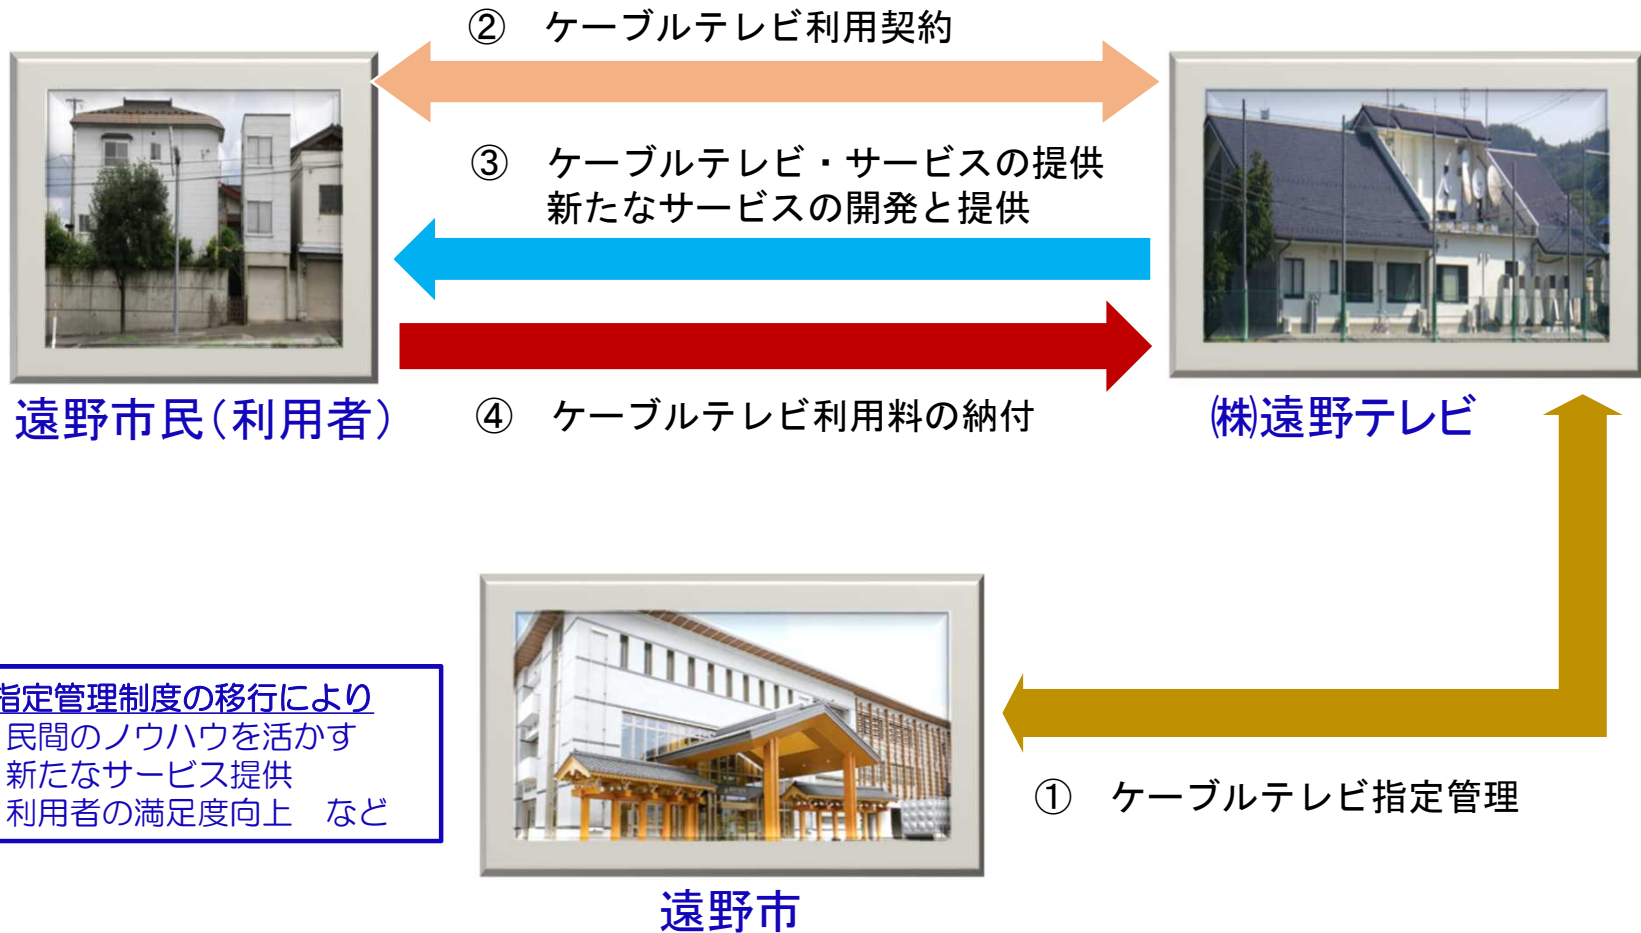 ② ケーブルテレビ利用契約
③ ケーブルテレビ・サービスの提供
新たなサービスの開発と提供
遠野市民(利用者)
④ ケーブルテレビ利用料の納付
㈱遠野テレビ
指定管理制度の移行により
民間のノウハウを活かす
新たなサービス提供
利用者の満足度向上 など
① ケーブルテレビ指定管理
遠野市